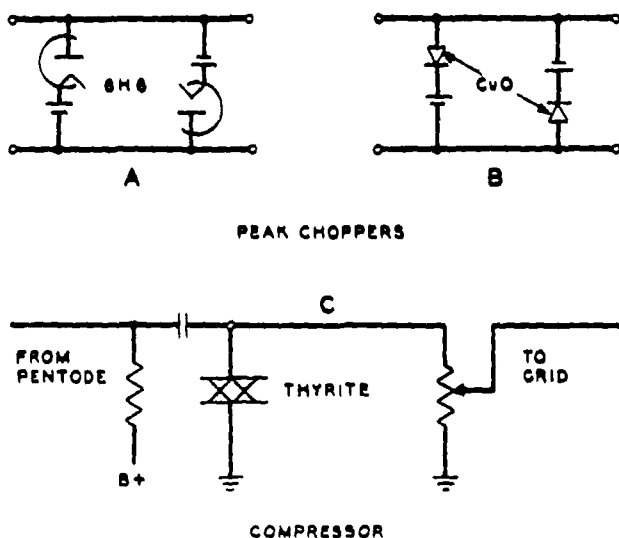 6H6
CuO
A
B
PEAK CHOPPERS
C
FROM
PENTODE
THYRITE
TO
GRID
B+
COMPRESSOR